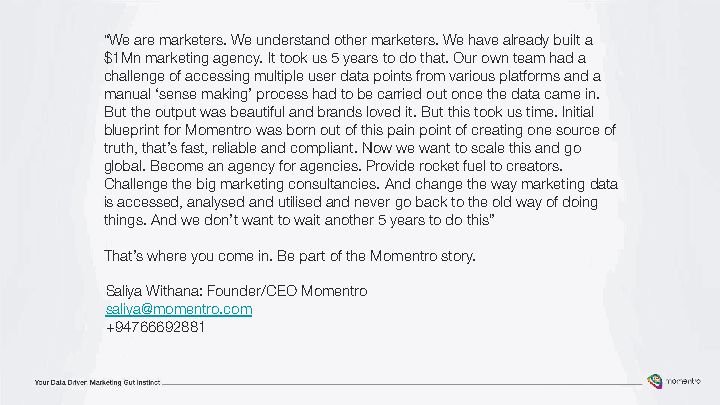 “We are marketers. We understand other marketers. We have already built a
$1Mn marketing agency. It took us 5 years to do that. Our own team had a
challenge of accessing multiple user data points from various platforms and a
manual ‘sense making’ process had to be carried out once the data came in.
But the output was beautiful and brands loved it. But this took us time. Initial
blueprint for Momentro was born out of this pain point of creating one source of
truth, that’s fast, reliable and compliant. Now we want to scale this and go
global. Become an agency for agencies. Provide rocket fuel to creators.
Challenge the big marketing consultancies. And change the way marketing data
is accessed, analysed and utilised and never go back to the old way of doing
things. And we don’t want to wait another 5 years to do this”
That’s where you come in. Be part of the Momentro story.
Saliya Withana: Founder/CEO Momentro
saliya@momentro.com
+94766692881
Your Data Driven Marketing Gut Instinct
momentro